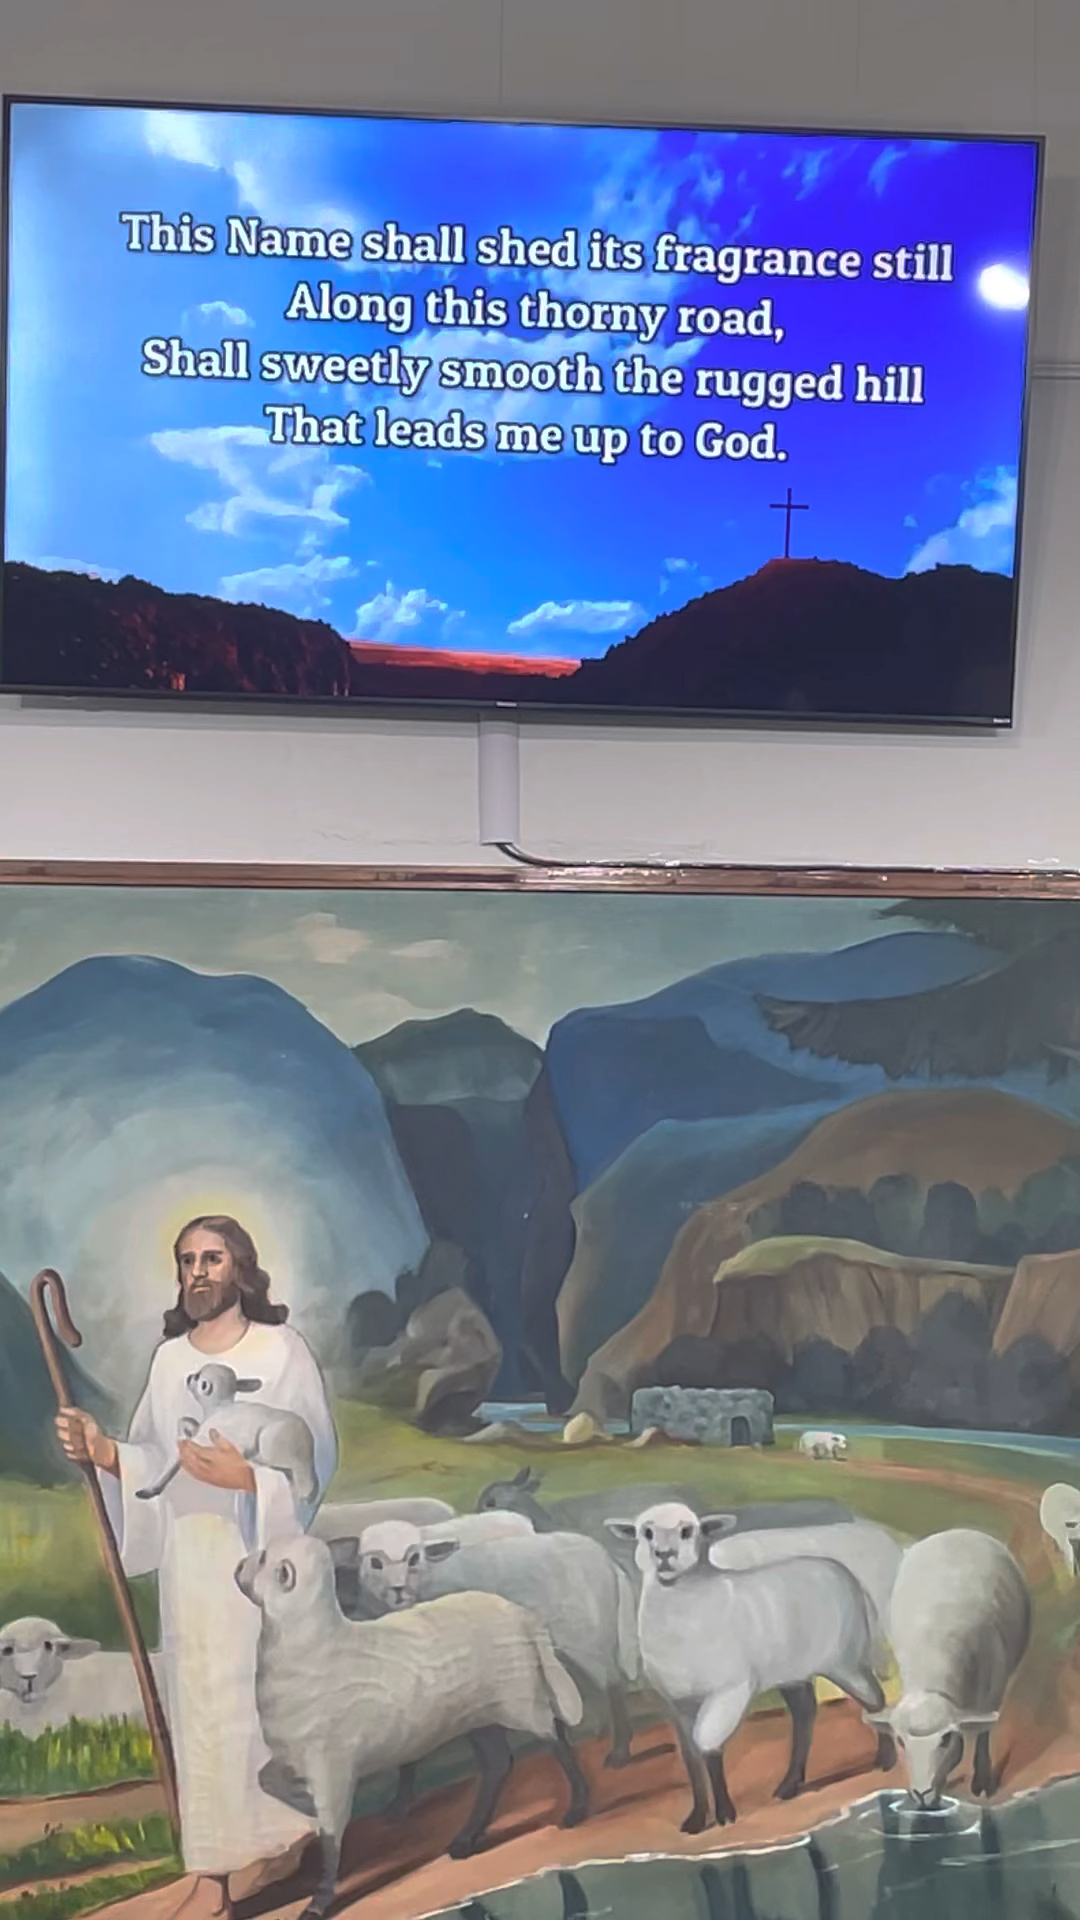 This Name shall shed its fragrance still
Along this thorny road,
Shall sweetly smooth the rugged hill
That leads me up to God.